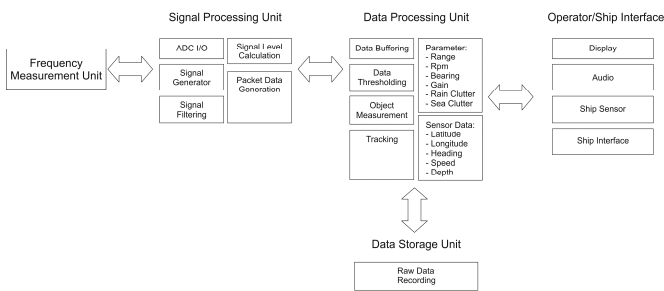 Signal Processing Unit
Data Processing Unit
Operator/Ship Interface
Frequency
Measurement Unit
ADC I/O
Signal
Generator
Signal
Filtering
Signal Level
Calculation
Packet Data
Generation
Data Buffering
Data
Thresholding
Object
Measurement
Tracking
Parameter:
- Range
- Rpm
- Bearing
- Gain
- Rain Clutter
- Sea Clutter
Sensor Data:
- Latitude
- Longitude
- Heading
- Speed
- Depth
Display
Audio
Ship Sensor
Ship Interface
Data Storage Unit
Raw Data
Recording